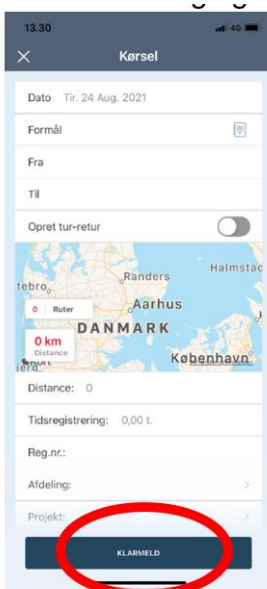 13.30 4G
Kørsel
Dato Tir. 24 Aug. 2021
Formål
Fra
Til
Opret tur-retur
Randers Halmstad
tebro
0 Ruter
Aarhus
DANMARK
0 km
Distance
København
Distance: 0
Tidsregistrering: 0,00 t.
Reg.nr.:
Afdeling:
Projekt:
KLARMELD